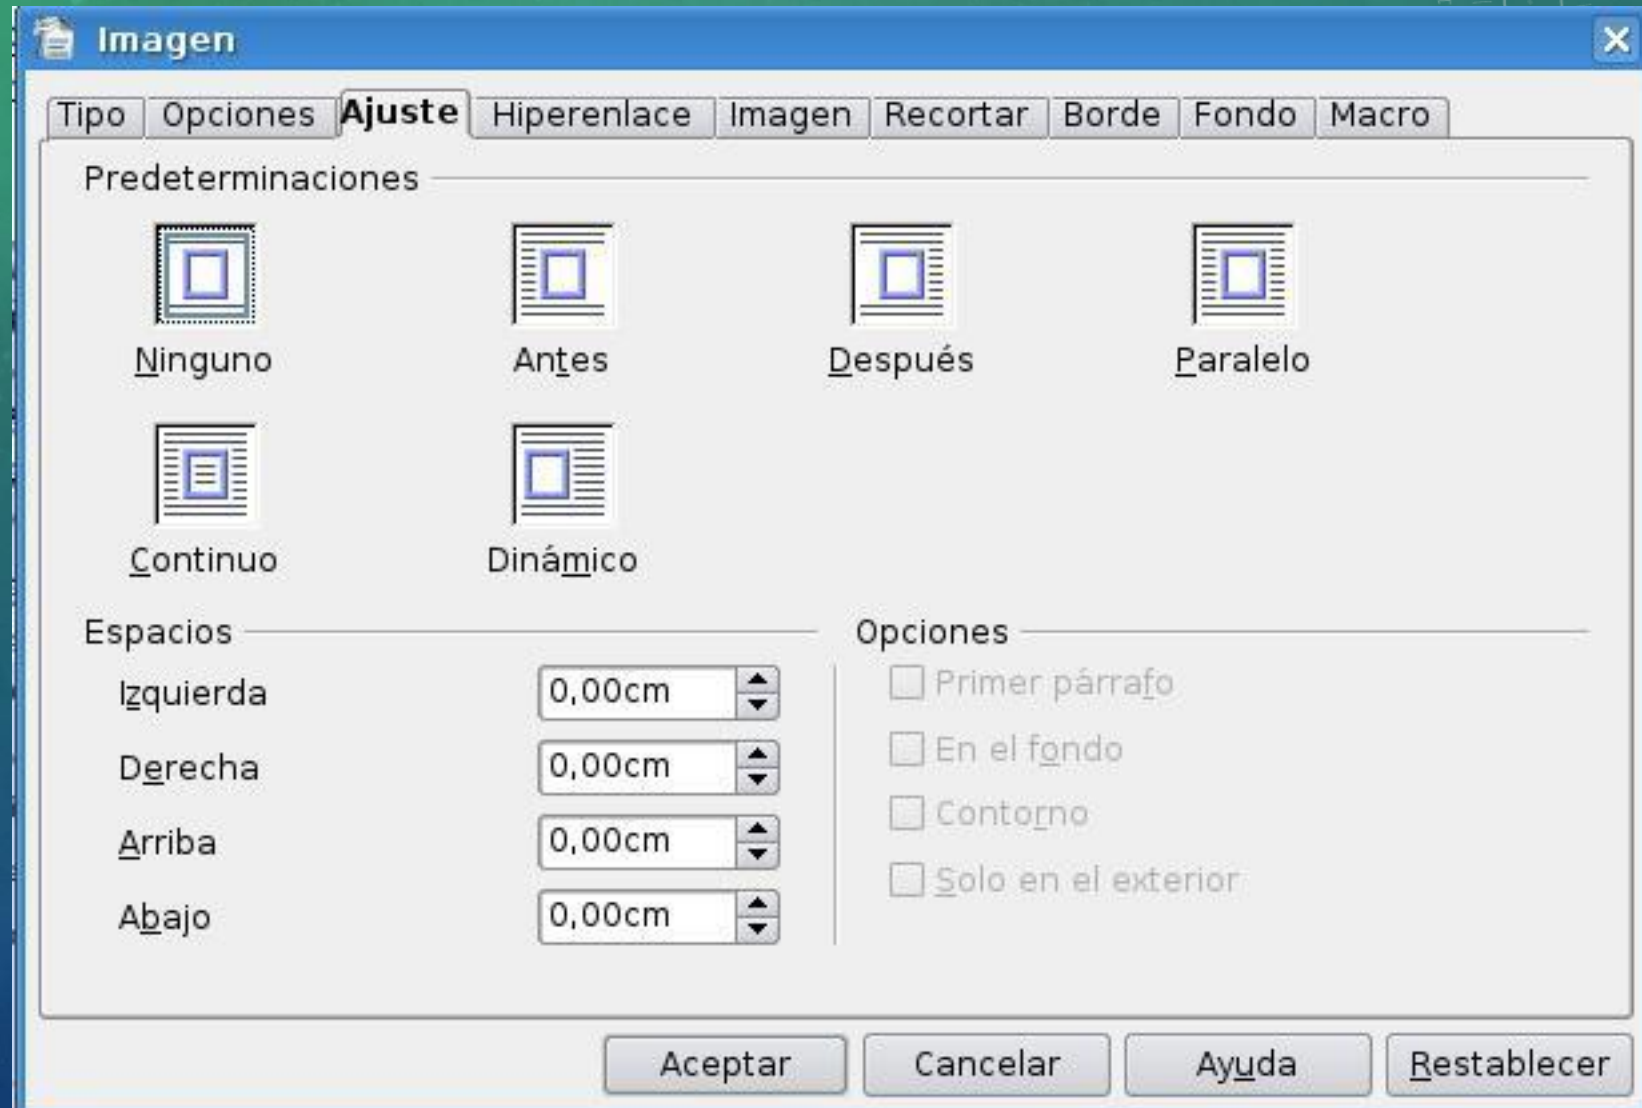 Imagen
Tipo Opciones Ajuste Hiperenlace Imagen Recortar Borde Fondo Macro
Predeterminaciones
Ninguno Antes Después Paralelo
Continuo Dinámico
Espacios Opciones
Izquierda 0,00cm Primer párrafo
Derecha 0,00cm En el fondo
Arriba 0,00cm Contorno
Abajo 0,00cm Solo en el exterior
Aceptar Cancelar Ayuda Restablecer